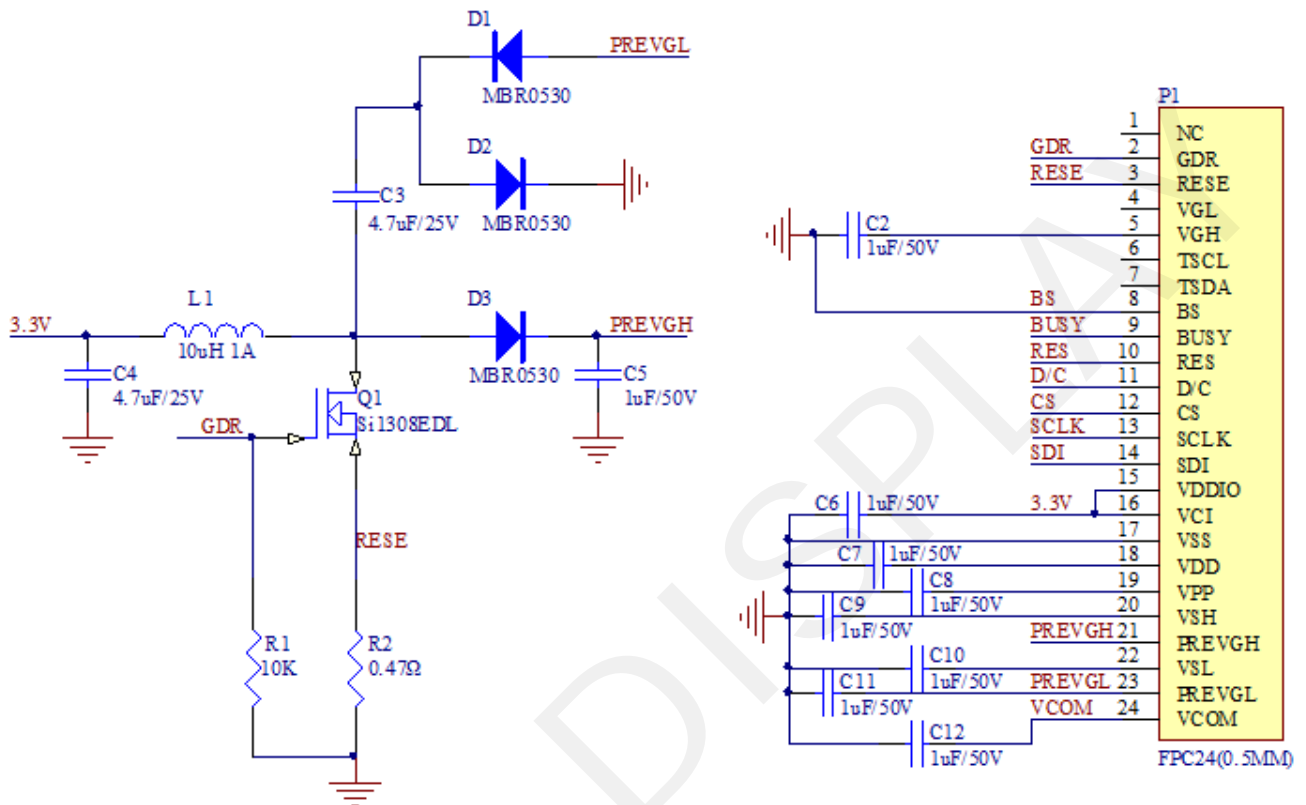 D1
PREVGL
MBR0530
D2
MBR0530
C3
4.7uF/25V
L1
3.3V
10uH 1A
D3
PREVGH
MBR0530
C4
4.7uF/25V
C5
1uF/50V
Q1
Si1308EDL
GDR
RESE
R1
10K
R2
0.47Ω
P1
1 NC
GDR 2 GDR
RESE 3 RESE
4 VGL
C2
1uF/50V
5 VGH
6 TSCL
7 TSDA
BS 8 BS
BUSY 9 BUSY
RES 10 RES
D/C 11 D/C
CS 12 CS
SCLK 13 SCLK
SDI 14 SDI
15 VDDIO
C6 1uF/50V 3.3V 16 VCI
17 VSS
C7 1uF/50V 18 VDD
C8
1uF/50V
19 VPP
C9
1uF/50V
20 VSH
PREVGH 21 PREVGH
C10
1uF/50V
22 VSL
C11
1uF/50V
PREVGL 23 PREVGL
VCOM 24 VCOM
C12
1uF/50V
FPC24(0.5MM)
DISPLAY